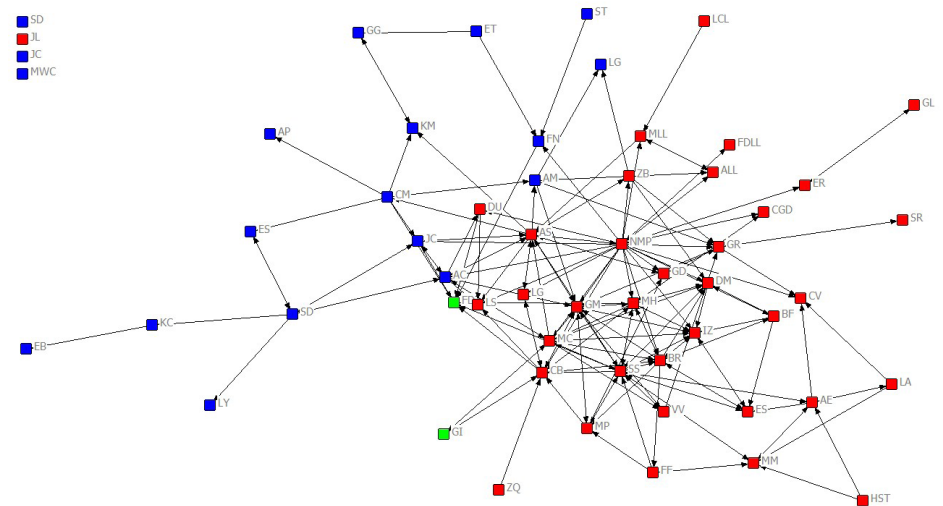 SD
JL
JC
MWC
GG
ET
ST
LCL
LG
GL
AP
KM
FN
MLL
FDLL
ALL
ZB
AM
ER
CM
DU
CGD
SR
ES
JC
AS
NMP
GR
AC
GD
DM
FD
LS
LG
GM
MH
CV
SD
BF
KC
IZ
MC
EB
BR
CB
SS
LA
LY
VV
ES
AE
GI
MP
MM
FF
ZQ
HST